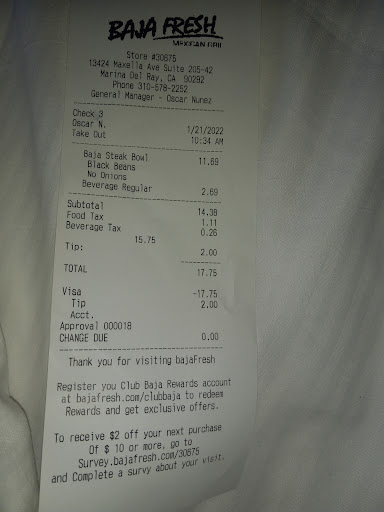 BAJA FRESH
MEXICAN GRILL
Store #30675
13424 Maxella Ave Suite 205-42
Marina Del Ray, CA 90292
Phone 310-578-2252
General Manager - Oscar Nunez
Check 3
Oscar N. 1/21/2022
Take Out 10:34 AM
Baja Steak Bowl 11.69
Black Beans
No Onions
Beverage Regular 2.69
Subtotal 14.38
Food Tax 1.11
Beverage Tax 0.26
15.75
Tip: 2.00
TOTAL 17.75
Visa -17.75
Tip 2.00
Acct.
Approval 000018
CHANGE DUE 0.00
Thank you for visiting bajaFresh
Register you Club Baja Rewards account
at bajafresh.com/clubbaja to redeem
Rewards and get exclusive offers.
To receive $2 off your next purchase
Of $ 10 or more, go to
Survey.bajafresh.com/30875
and Complete a survy about your visit.